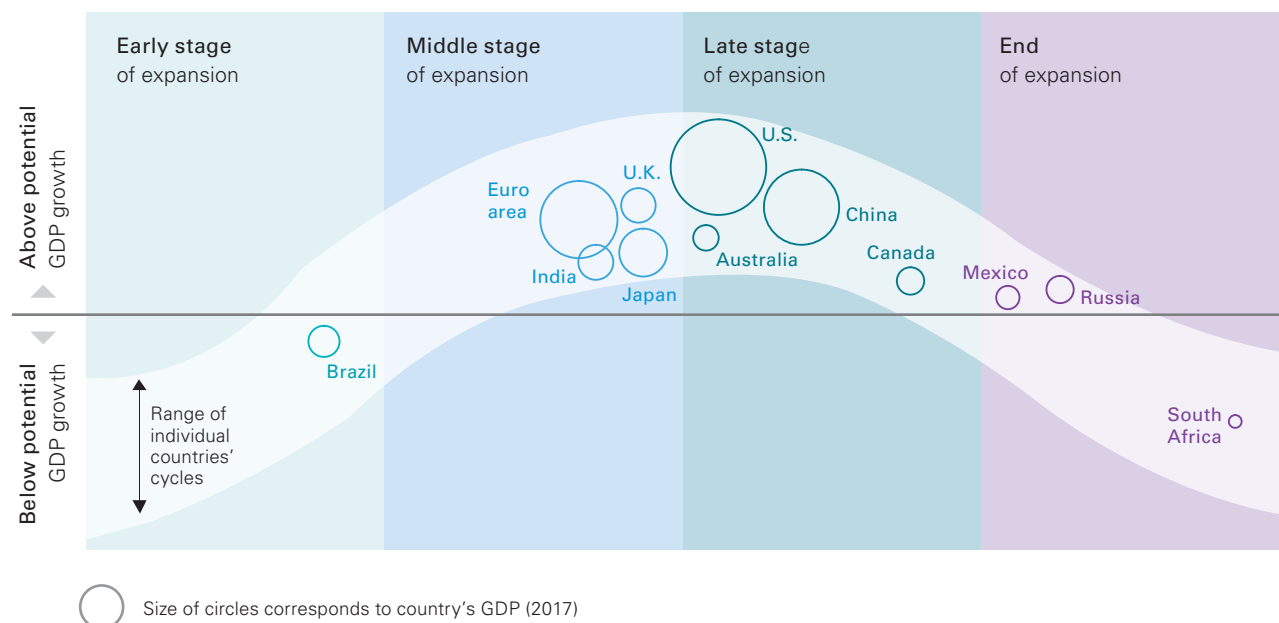 Early stage
of expansion
Middle stage
of expansion
Late stage
of expansion
End
of expansion
Above potential
GDP growth
Below potential
GDP growth
U.S.
U.K.
Euro
area
China
Australia
Canada
India
Japan
Mexico
Russia
Brazil
Range of
individual
countries’
cycles
South
Africa
Size of circles corresponds to country’s GDP (2017)